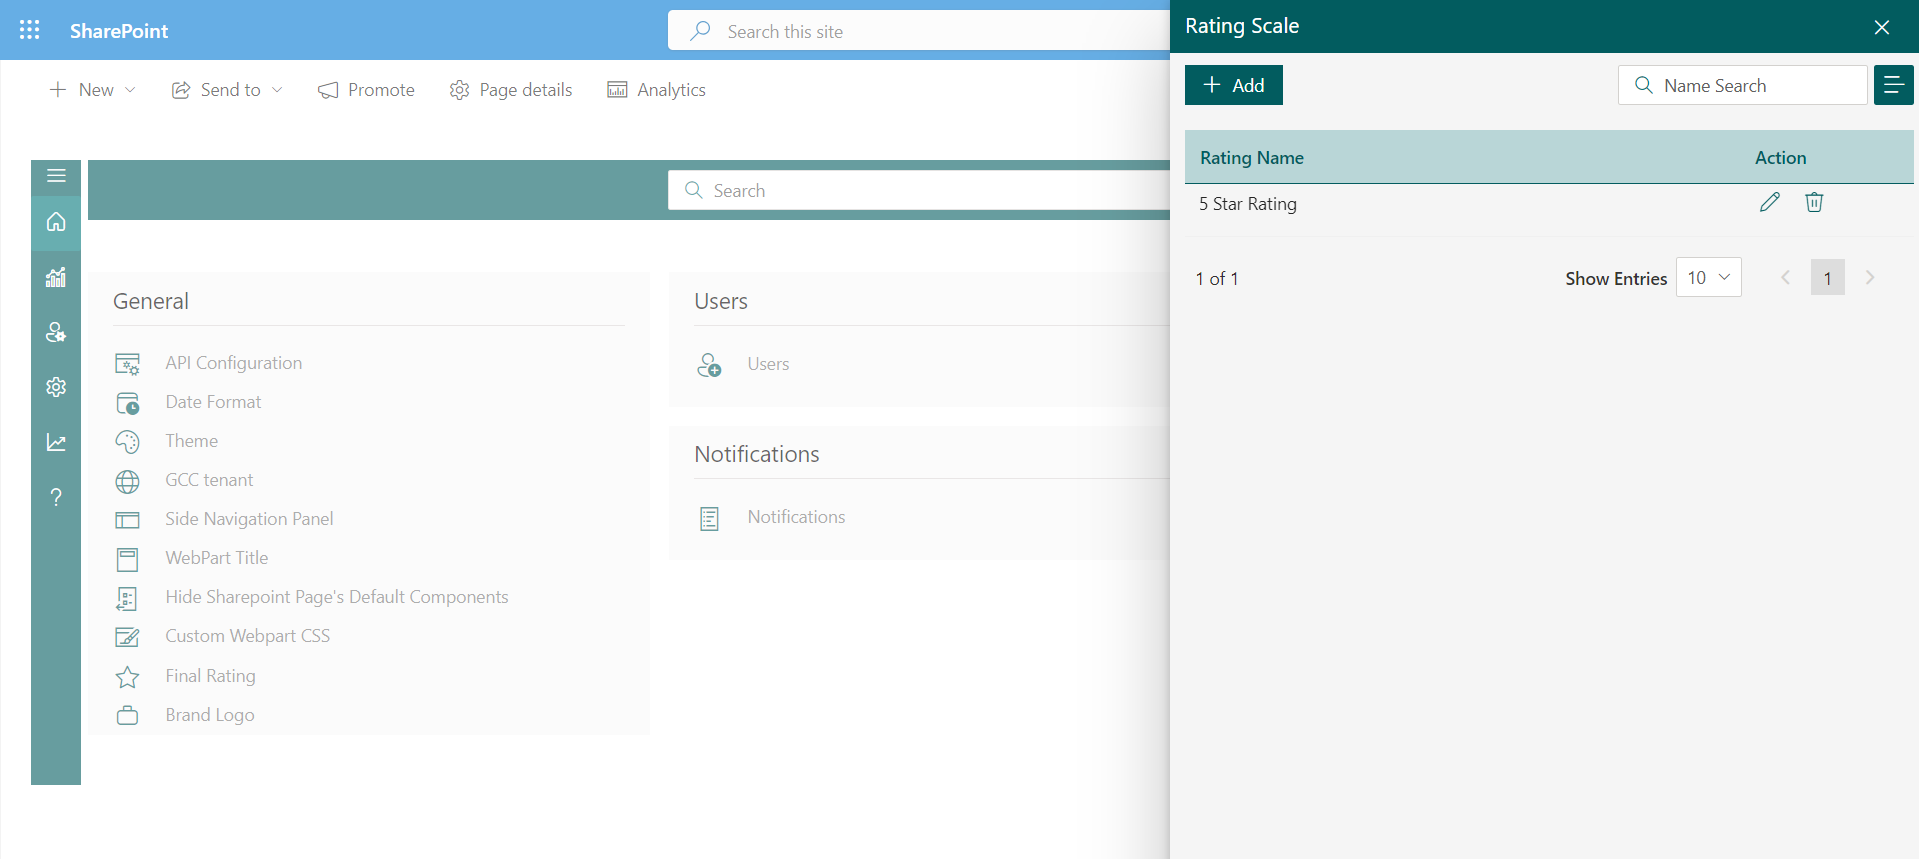 SharePoint
Search this site
New
Send to
Promote
Page details
Analytics
Search
General
API Configuration
Date Format
Theme
GCC tenant
Side Navigation Panel
WebPart Title
Hide Sharepoint Page's Default Components
Custom Webpart CSS
Final Rating
Brand Logo
Users
Users
Notifications
Notifications
Rating Scale
Add
Name Search
Rating Name Action
5 Star Rating
1 of 1 Show Entries 10 1